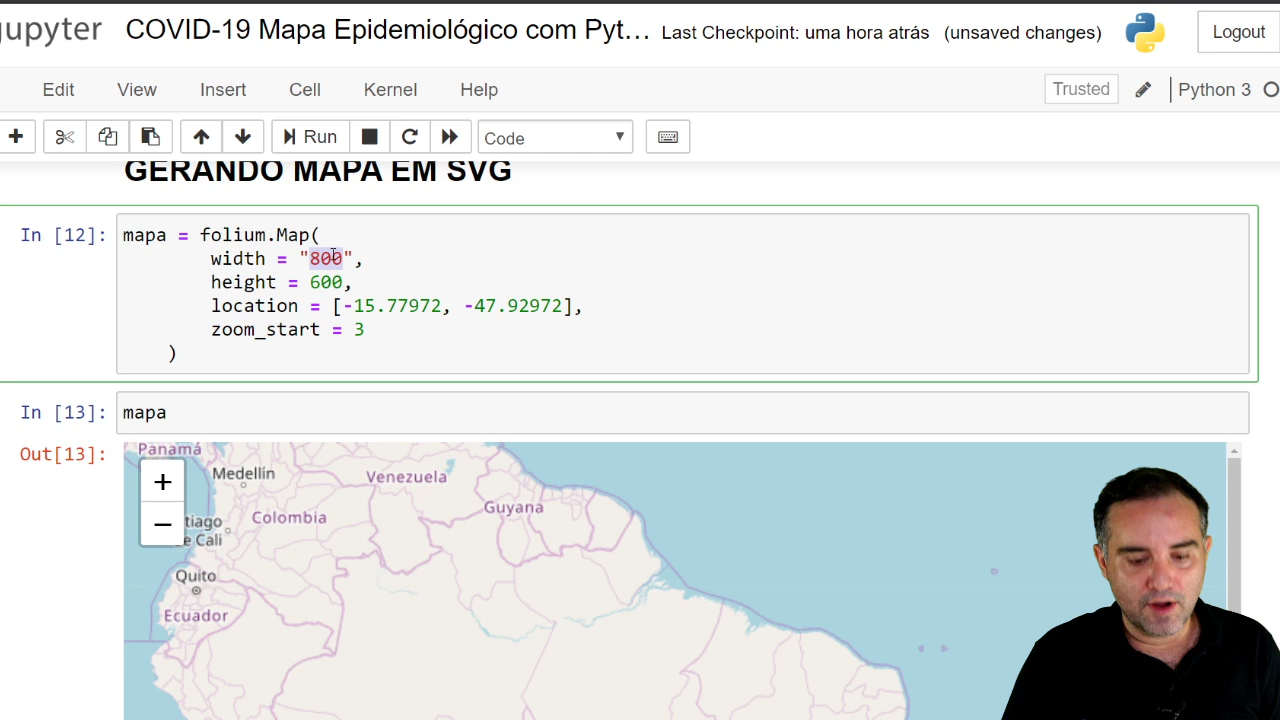 jupyter COVID-19 Mapa Epidemiológico com Pyt... Last Checkpoint: uma hora atrás (unsaved changes) Logout
Edit View Insert Cell Kernel Help Trusted Python 3
Run Code
GERANDO MAPA EM SVG
In [12]: mapa = folium.Map(
width = "800",
height = 600,
location = [-15.77972, -47.92972],
zoom_start = 3
)
In [13]: mapa
Out[13]:
Panamá
+
Medellín
Venezuela
Guyana
Colombia
−
tiago
e Cali
Quito
Ecuador